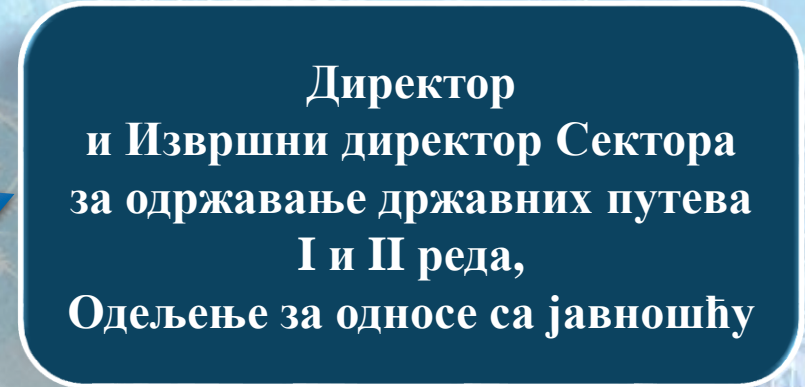 Директор
и Извршни директор Сектора
за одржавање државних путева
I и II реда,
Одељење за односе са јавношћу